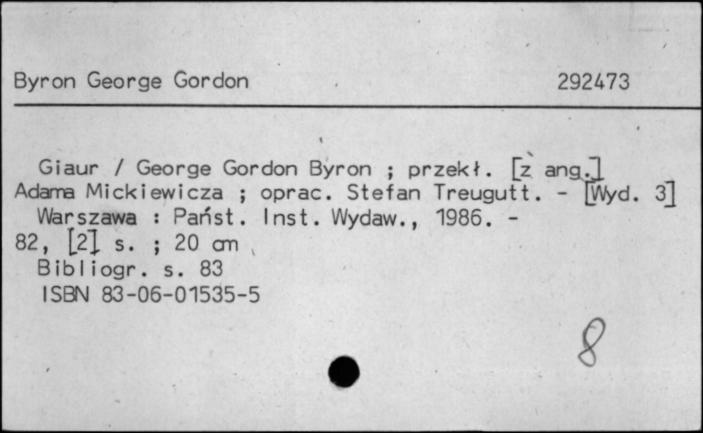 Byron George Gordon 292473
Giaur / George Gordon Byron ; przekł. [z ang.]
Adama Mickiewicza ; oprac. Stefan Treugutt. - [Wyd. 3]
Warszawa : Państ. Inst. Wydaw., 1986. -
82, [2] s. ; 20 cm
Bibliogr. s. 83
ISBN 83-06-01535-5
8